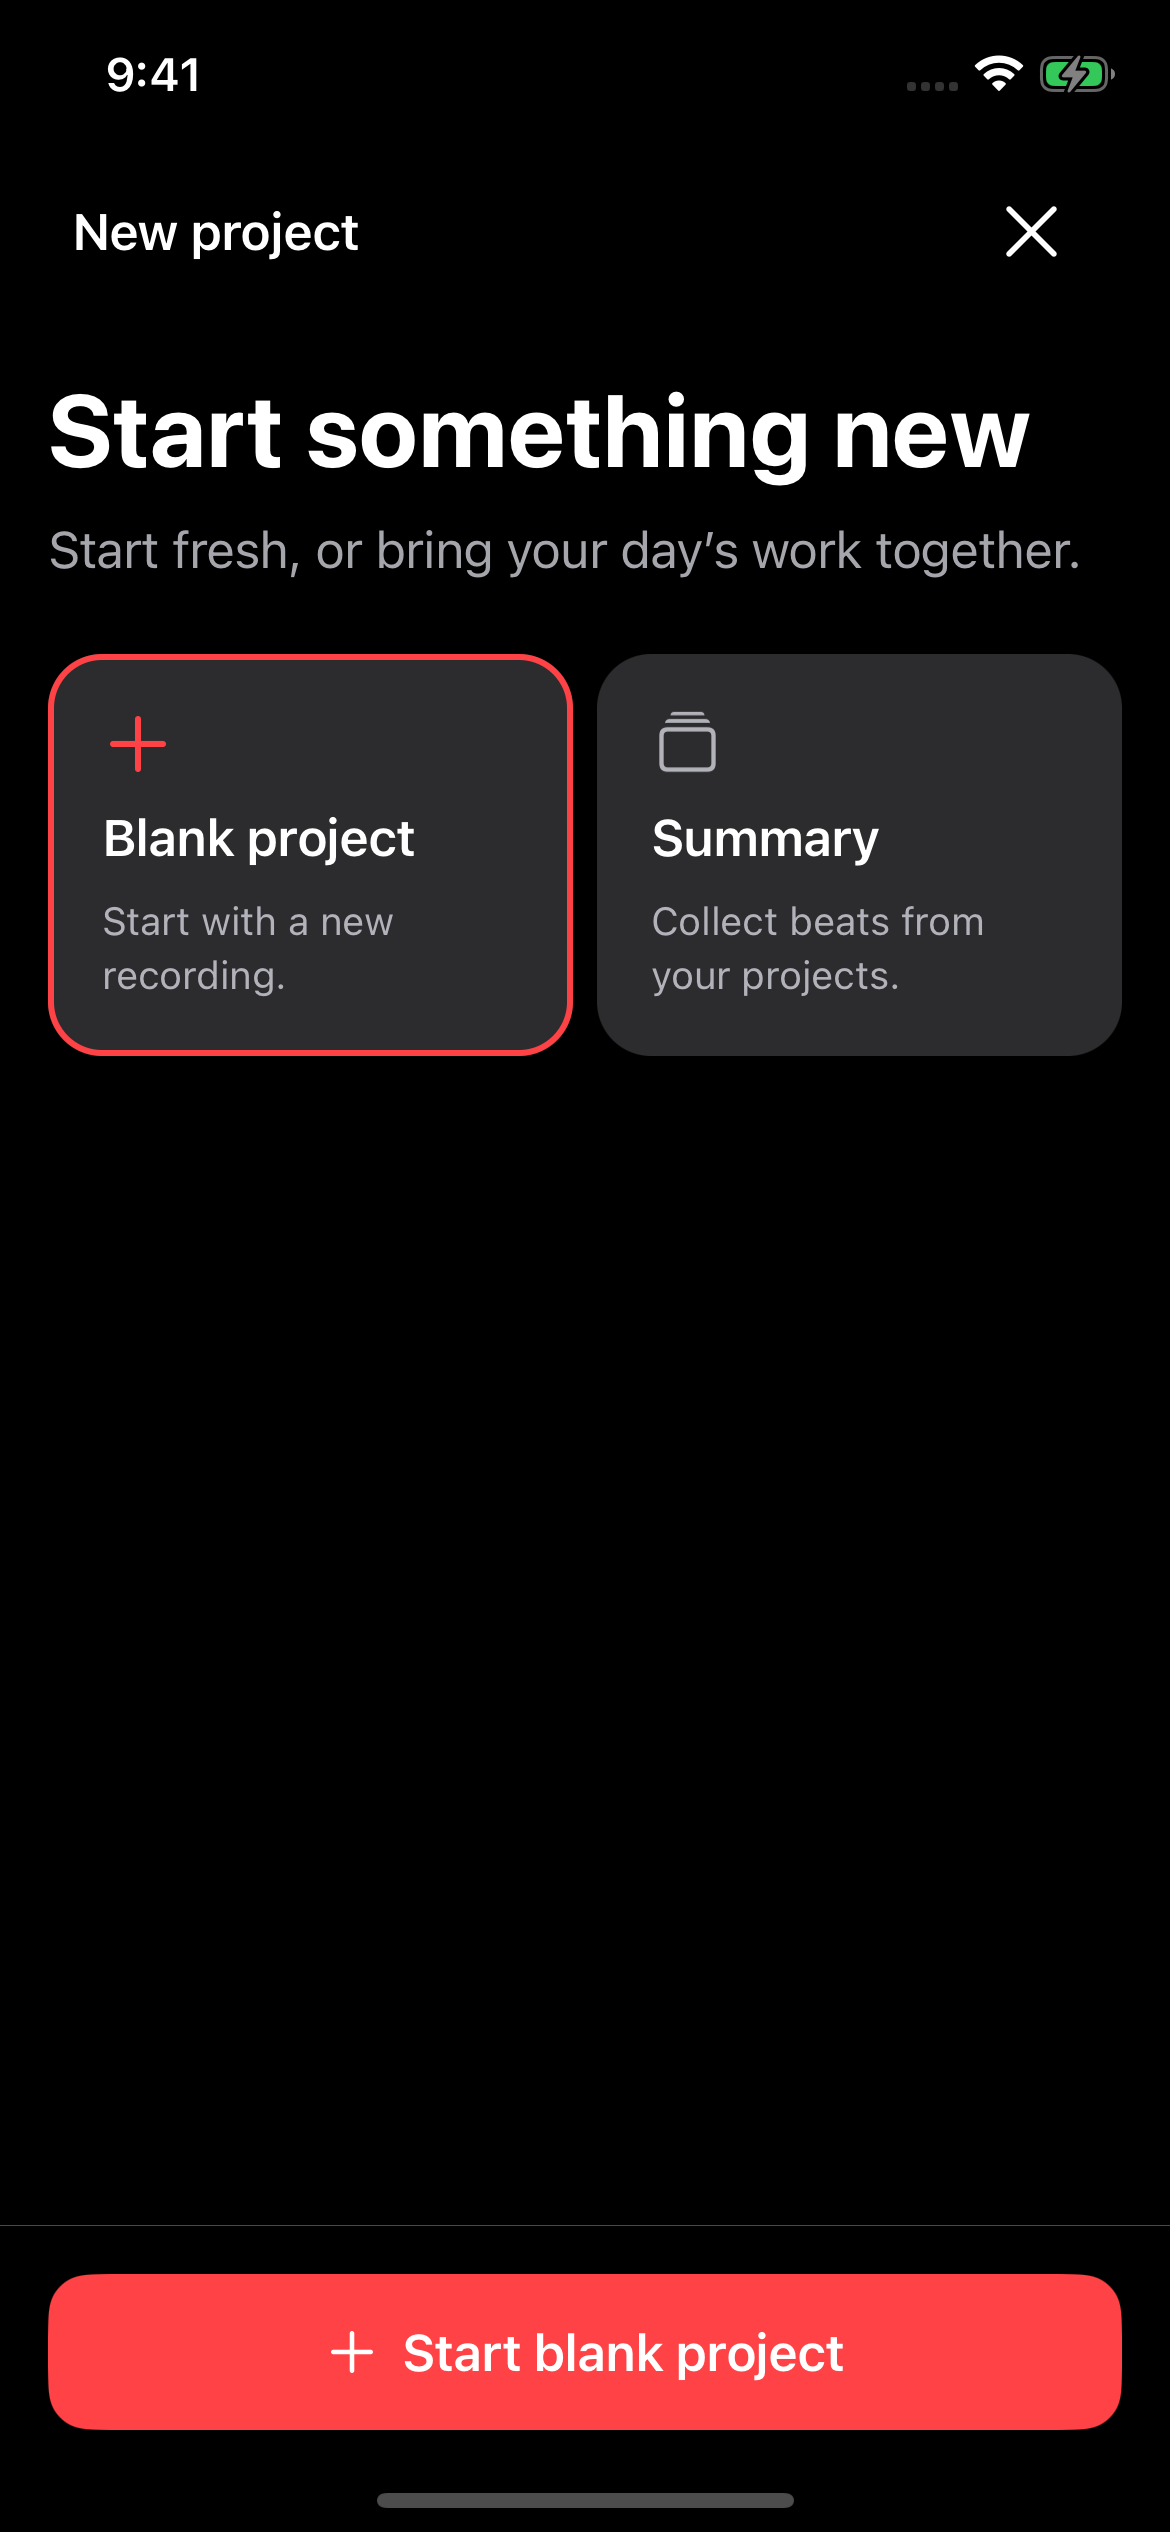 9:41
New project
Start something new
Start fresh, or bring your day’s work together.
Blank project
Start with a new
recording.
Summary
Collect beats from
your projects.
Start blank project